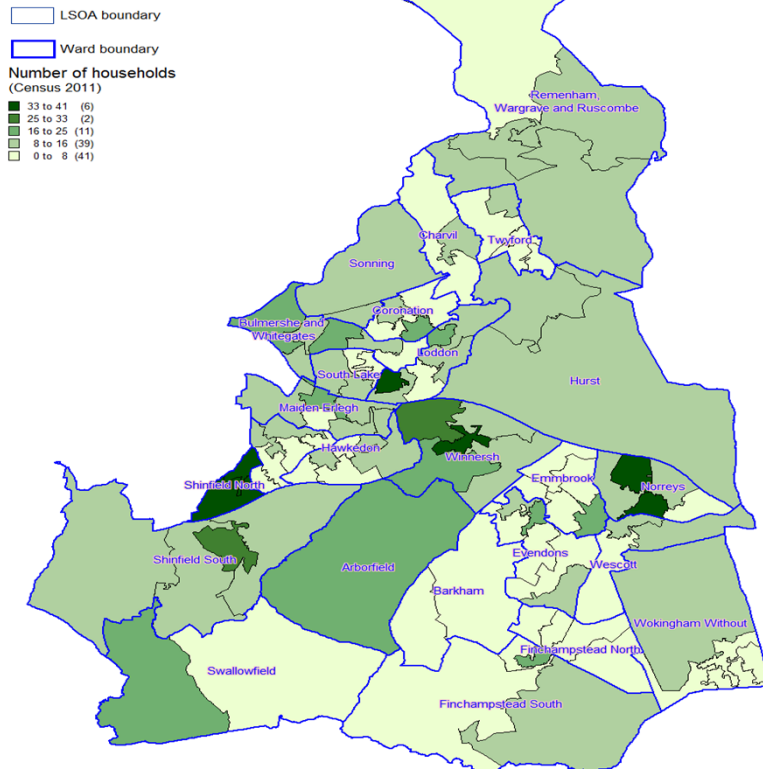 LSOA boundary
Ward boundary
Number of households
(Census 2011)
33 to 41 (6)
25 to 33 (2)
16 to 25 (11)
8 to 16 (39)
0 to 8 (41)
Remenham,
Wargrave and Ruscombe
Charvil
Twyford
Sonning
Coronation
Bulmershe and
Whitegates
Loddon
South Lake
Hurst
Maiden Erlegh
Hawkedon
Winnersh
Emmbrook
Shinfield North
Norreys
Evendons
Shinfield South
Wescott
Arborfield
Barkham
Wokingham Without
Finchampstead North
Swallowfield
Finchampstead South